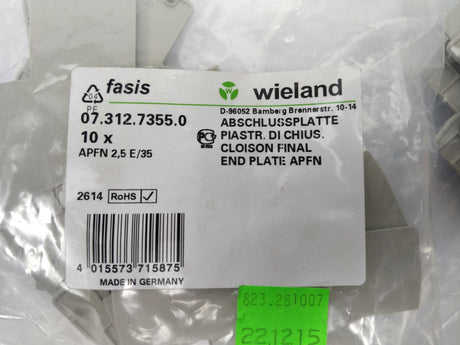 fasis
wieland
04
PE
D-96052 Bamberg Brennerstr. 10-14
07.312.7355.0
10 x
APFN 2,5 E/35
ABSCHLUSSPLATTE
PIASTR. DI CHIUS.
CLOISON FINAL
END PLATE APFN
2614 RoHS
4 015573 715875
MADE IN GERMANY
823.281007
221215